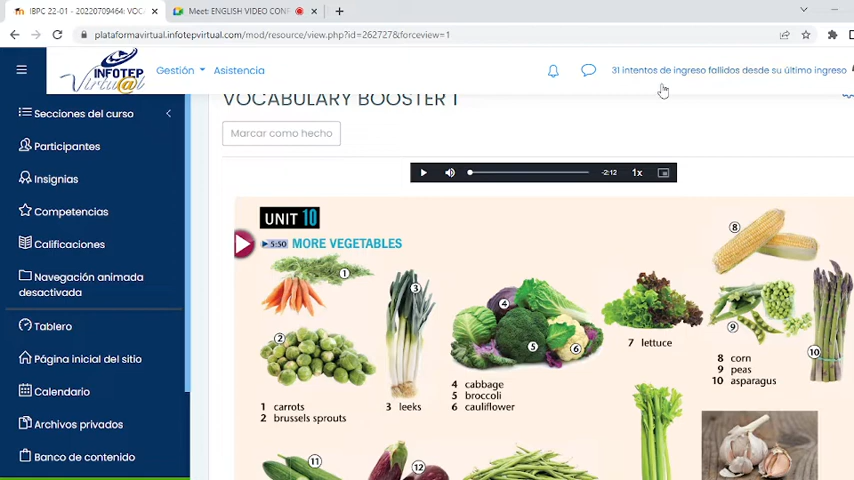 IBPC 22-01 - 20220709464: VOCA
Meet: ENGLISH VIDEO CONF
plataformavirtual.infotepvirtual.com/mod/resource/view.php?id=262727&forceview=1
INFOTEP
Virtu@l
Gestión
Asistencia
31 intentos de ingreso fallidos desde su último ingreso
Secciones del curso
Participantes
Insignias
Competencias
Calificaciones
Navegación animada
desactivada
Tablero
Página inicial del sitio
Calendario
Archivos privados
Banco de contenido
VOCABULARY BOOSTER 1
Marcar como hecho
-2:12
1x
UNIT 10
5:50 MORE VEGETABLES
1
2
3
4
5
6
7 lettuce
8
9
10
1 carrots
2 brussels sprouts
3 leeks
4 cabbage
5 broccoli
6 cauliflower
8 corn
9 peas
10 asparagus
11
12